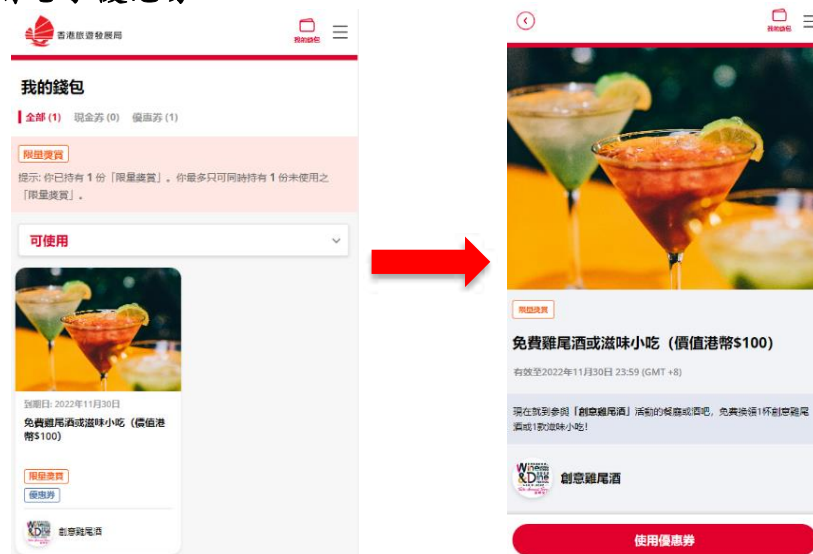 香港旅遊發展局
我的錢包
我的錢包
全部 (1) 現金券 (0) 優惠券 (1)
限量獎賞
提示: 你已持有 1 份「限量獎賞」。你最多只可同時持有 1 份未使用之
「限量獎賞」。
可使用
到期日: 2022年11月30日
免費雞尾酒或滋味小吃（價值港
幣$100）
限量獎賞
優惠券
Wine &
&Dine
創意雞尾酒
我的錢包
限量獎賞
免費雞尾酒或滋味小吃（價值港幣$100）
有效至2022年11月30日 23:59 (GMT +8)
現在就到參與「創意雞尾酒」活動的餐廳或酒吧，免費換領1杯創意雞尾
酒或1款滋味小吃!
Wine &
&Dine
創意雞尾酒
使用優惠券